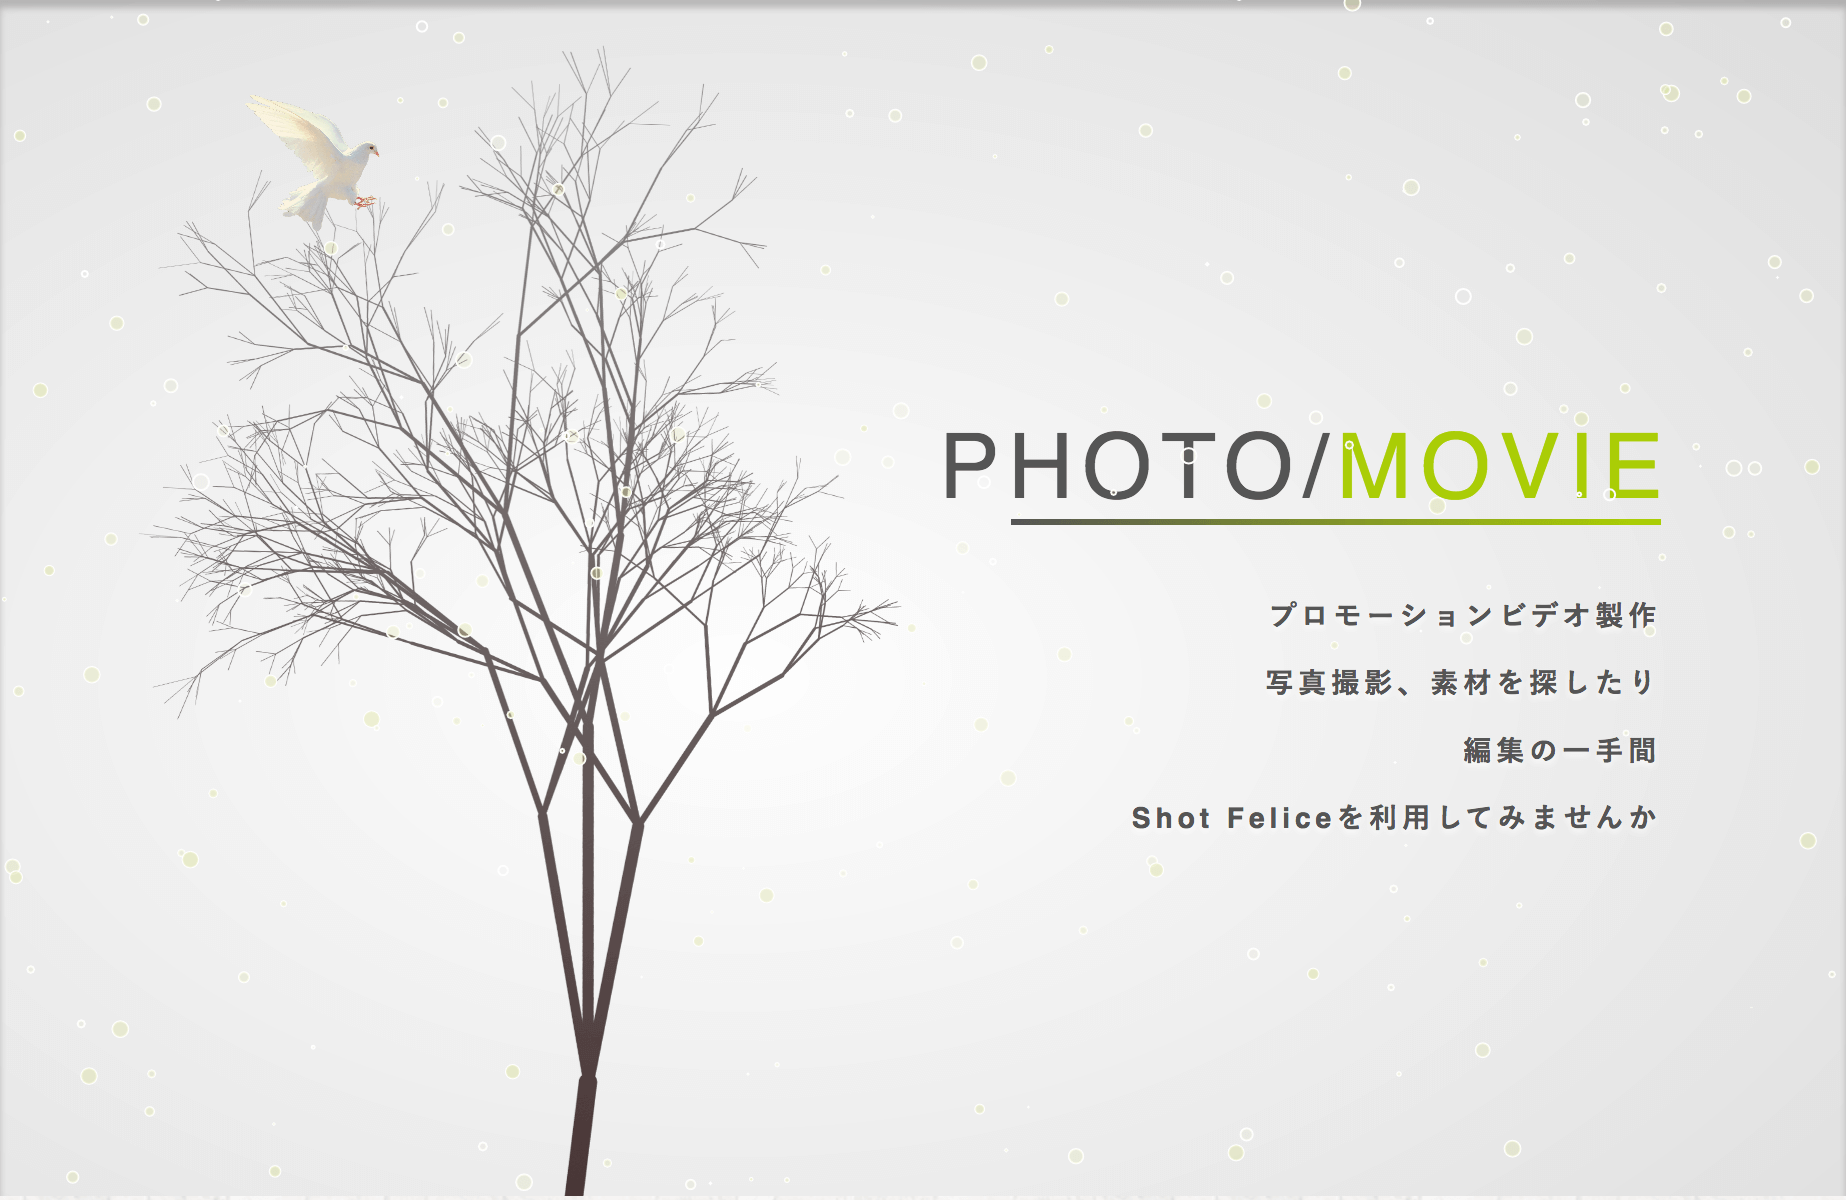 PHOTO/MOVIE
プロモーションビデオ製作
写真撮影、素材を探したり
編集の一手間
Shot Feliceを利用してみませんか